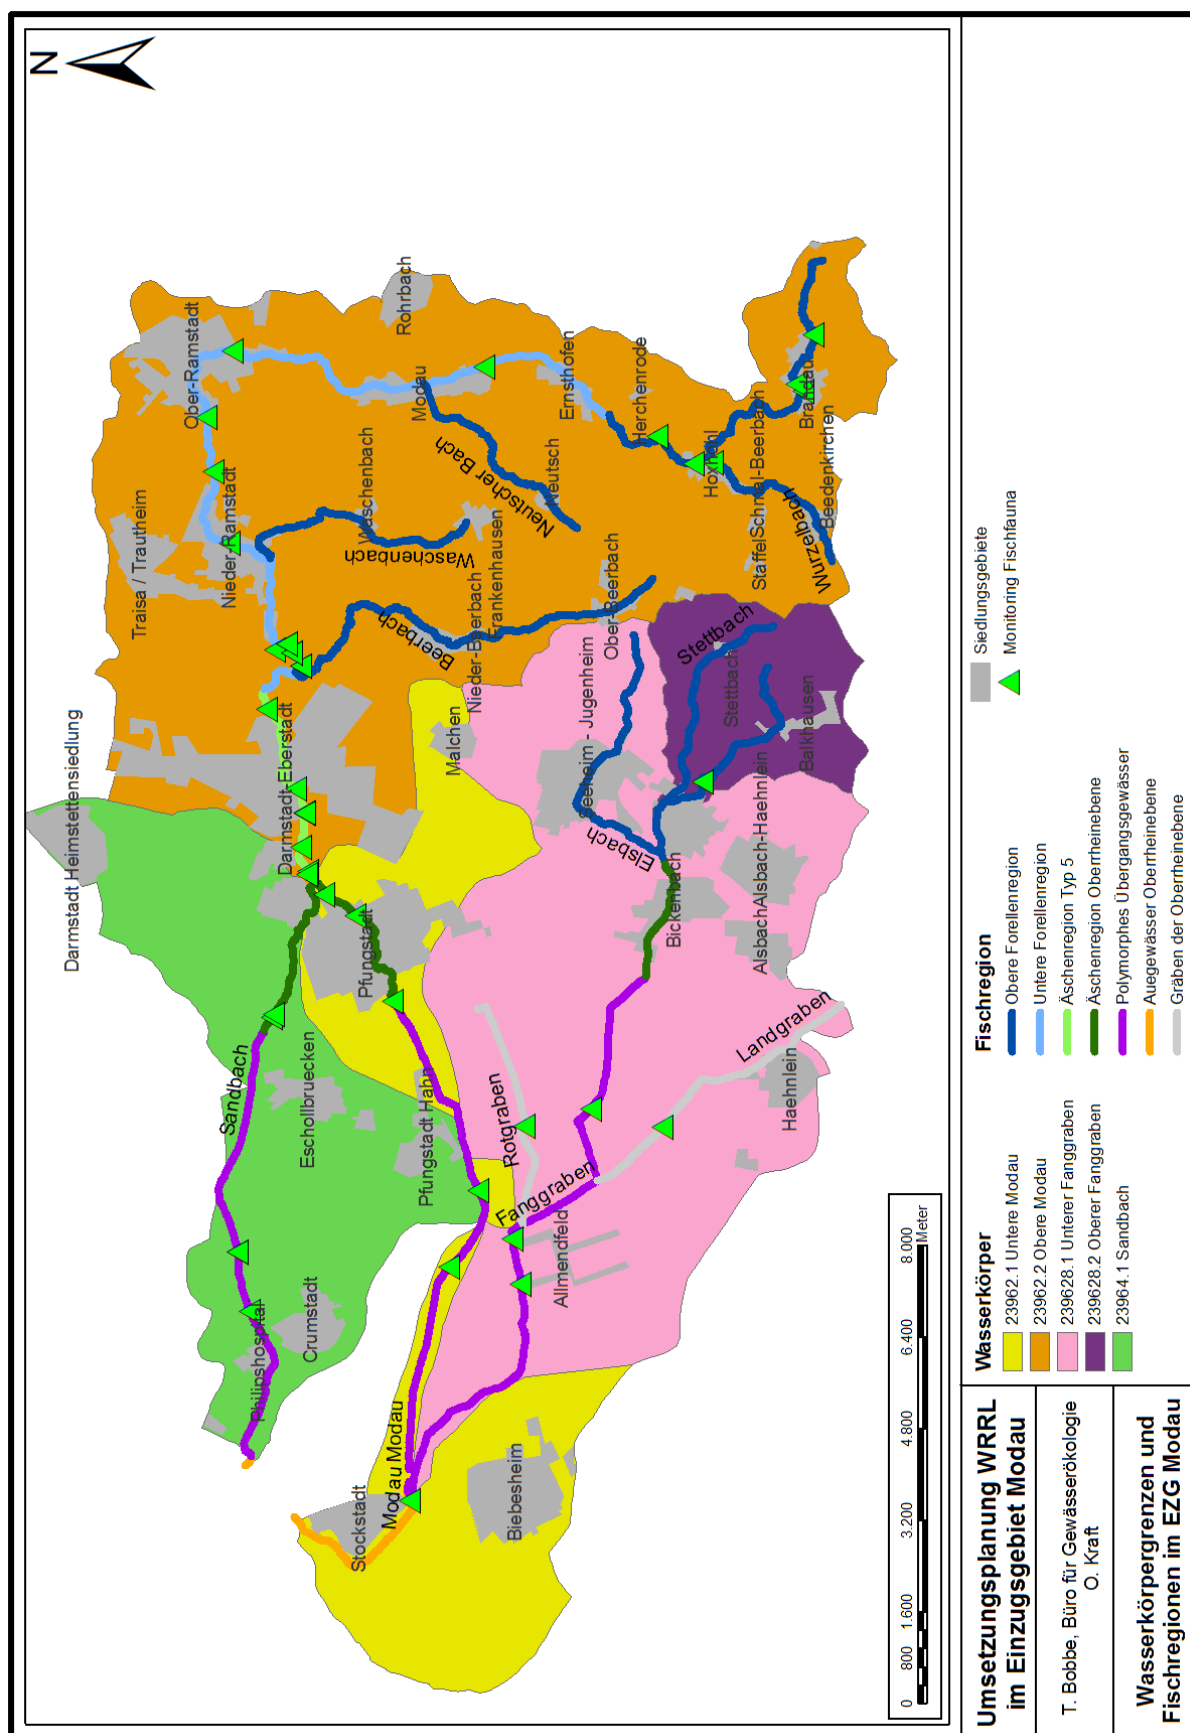 N
Darmstadt Heimstettensiedlung
Traisa / Trautheim
Ober-Ramstadt
Nieder-Ramstadt
Darmstadt-Eberstadt
Rohrbach
Modau
Waschenbach
Waschenbach
Neutscher Bach
Neutsch
Frankenhausen
Beerbach
Nieder-Beerbach
Ober-Beerbach
Ernsthofen
Herchenrode
Hoxhohl
Brandau
Staffel
Schmal-Beerbach
Beedenkirchen
Wurzelbach
Malchen
Seeheim - Jugenheim
Elsbach
Stettbach
Stettbach
Balkhausen
Bickenbach
Alsbach
Alsbach-Haehnlein
Haehnlein
Landgraben
Rotgraben
Fanggraben
Allmendfeld
Pfungstadt
Pfungstadt Hahn
Eschollbruecken
Sandbach
Crumstadt
Philipshospital
Modau
Modau
Stockstadt
Biebesheim
0 800 1.600 3.200 4.800 6.400 8.000
Meter
Umsetzungsplanung WRRL
im Einzugsgebiet Modau
T. Bobbe, Büro für Gewässerökologie
O. Kraft
Wasserkörpergrenzen und
Fischregionen im EZG Modau
Wasserkörper
23962.1 Untere Modau
23962.2 Obere Modau
239628.1 Unterer Fanggraben
239628.2 Oberer Fanggraben
23964.1 Sandbach
Fischregion
Obere Forellenregion
Untere Forellenregion
Äschenregion Typ 5
Äschenregion Oberrheinebene
Polymorphes Übergangsgewässer
Auegewässer Oberrheinebene
Gräben der Oberrheinebene
Siedlungsgebiete
Monitoring Fischfauna